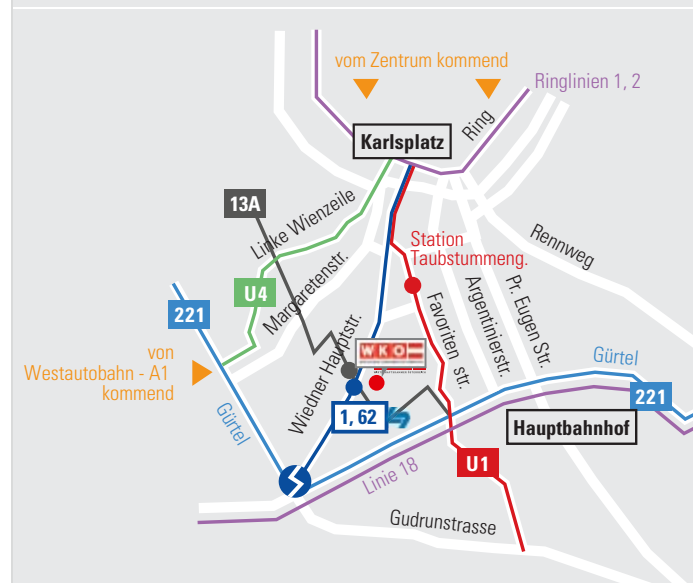 vom Zentrum kommend
Ringlinien 1, 2
Karlsplatz
Ring
13A
Linke Wienzeile
Station
Taubstummeng.
Rennweg
U4
Margaretenstr.
221
Favoriten str.
Argentinierstr.
Pr. Eugen Str.
von
Westautobahn - A1
kommend
Wiedner Hauptstr.
WKO
Gürtel
Gürtel
221
1, 62
Hauptbahnhof
Linie 18
U1
Gudrunstrasse